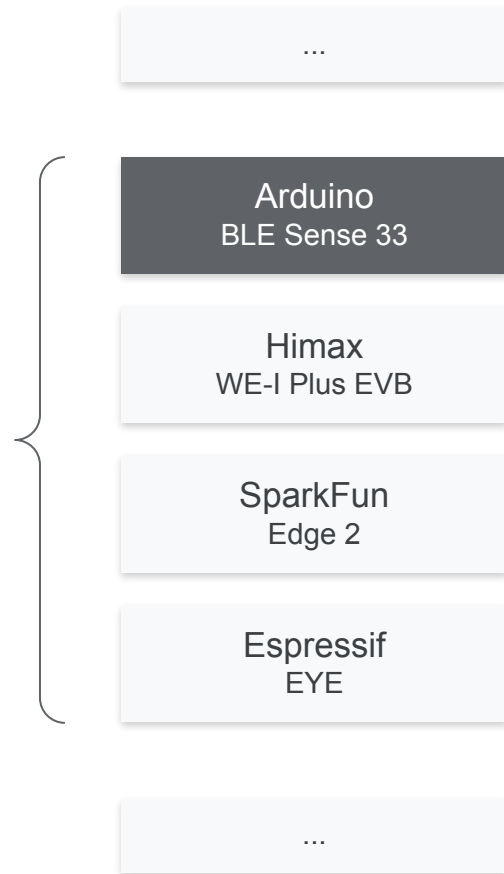 ...
Arduino
BLE Sense 33
Himax
WE-I Plus EVB
SparkFun
Edge 2
Espressif
EYE
...